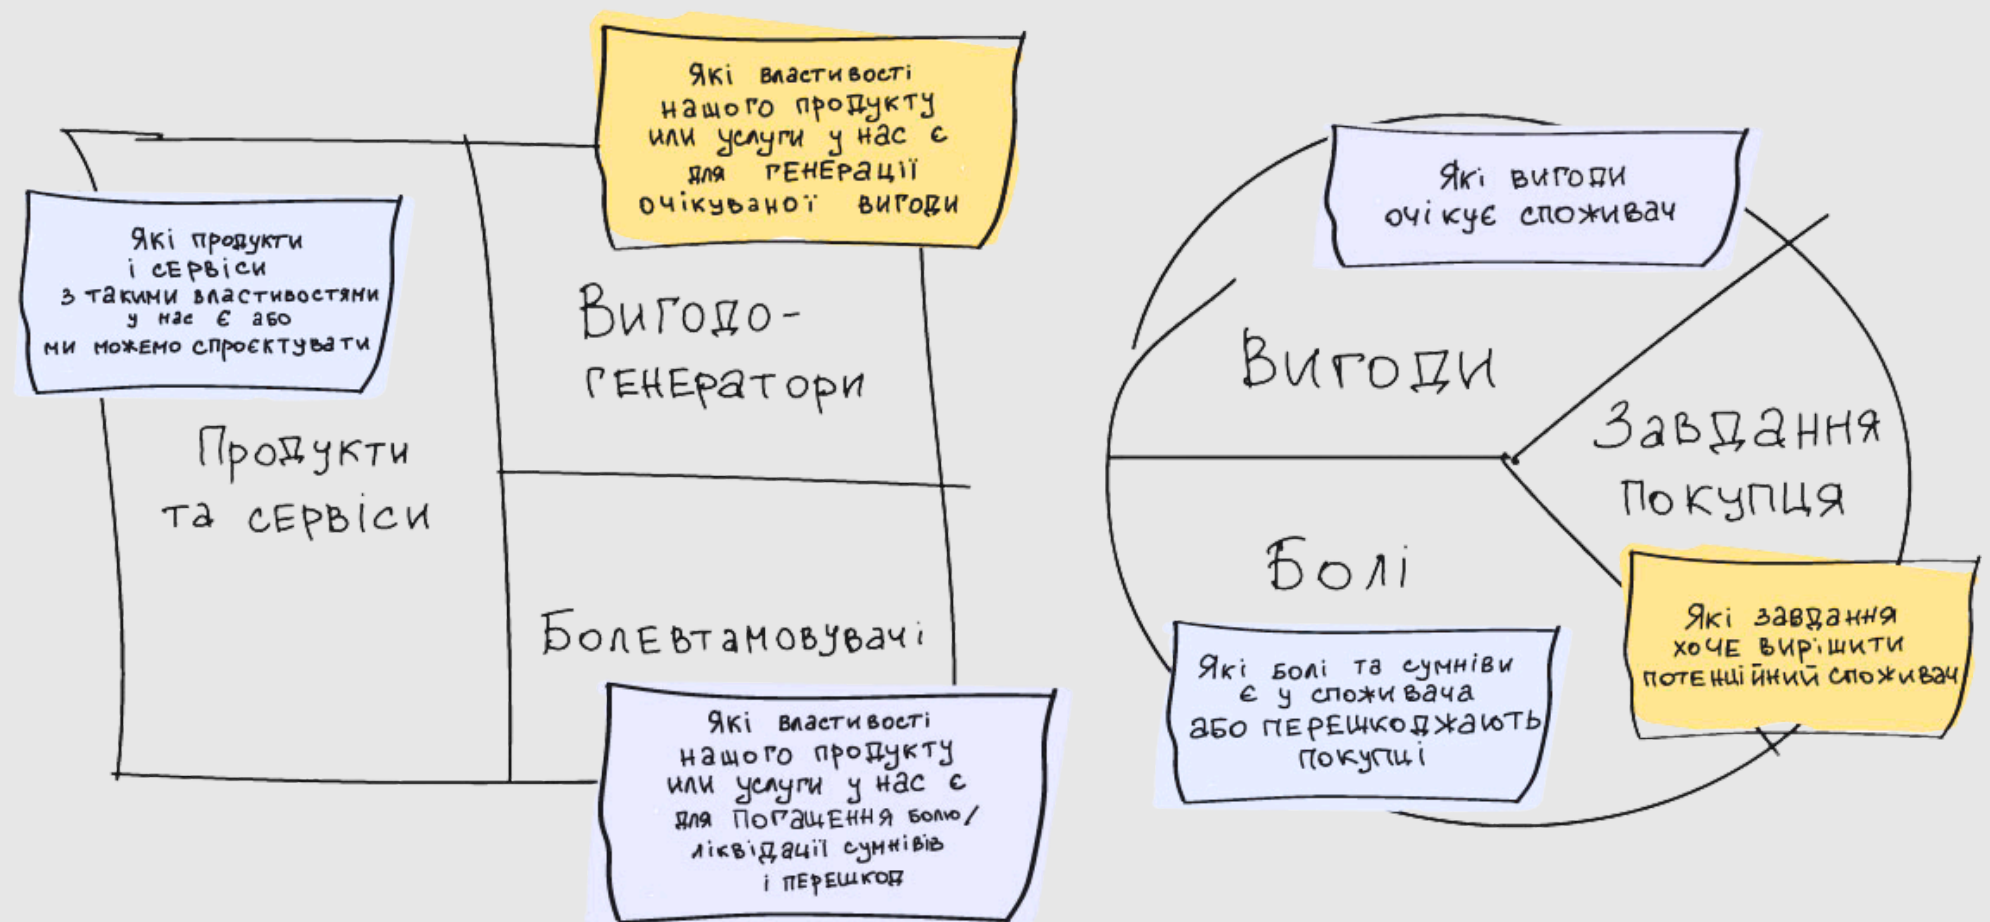 Які властивості
нашого продукту
или услуги у нас є
для генерації
очікуваної вигоди
Які продукти
і сервіси
з такими властивостями
у нас є або
ми можемо спроєктувати
Вигодо-
генератори
Продукти
та сервіси
Болевтамовувачі
Які властивості
нашого продукту
или услуги у нас є
для погащення болю/
ліквідації сумнівів
і перешкод
Які вигоди
очікує споживач
Вигоди
Завдання
покупця
Болі
Які завдання
хоче вирішити
потенційний споживач
Які болі та сумніви
є у споживача
або перешкоджають
покупці